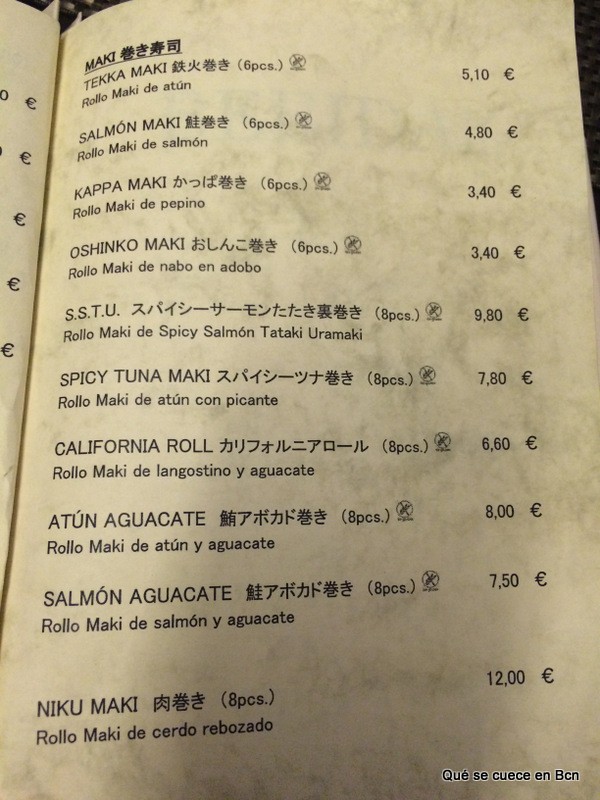 MAKI 巻き寿司
TEKKA MAKI 鉄火巻き (6pcs.) 5,10 €
Rollo Maki de atún
SALMÓN MAKI 鮭巻き (6pcs.) 4,80 €
Rollo Maki de salmón
KAPPA MAKI かっぱ巻き (6pcs.) 3,40 €
Rollo Maki de pepino
OSHINKO MAKI おしんこ巻き (6pcs.) 3,40 €
Rollo Maki de nabo en adobo
S.S.T.U. スパイシーサーモンたたき裏巻き (8pcs.) 9,80 €
Rollo Maki de Spicy Salmón Tataki Uramaki
SPICY TUNA MAKI スパイシーツナ巻き (8pcs.) 7,80 €
Rollo Maki de atún con picante
CALIFORNIA ROLL カリフォルニアロール (8pcs.) 6,60 €
Rollo Maki de langostino y aguacate
ATÚN AGUACATE 鮪アボカド巻き (8pcs.) 8,00 €
Rollo Maki de atún y aguacate
SALMÓN AGUACATE 鮭アボカド巻き (8pcs.) 7,50 €
Rollo Maki de salmón y aguacate
NIKU MAKI 肉巻き (8pcs.) 12,00 €
Rollo Maki de cerdo rebozado
0 €
€
€
€
€
Qué se cuece en Bcn